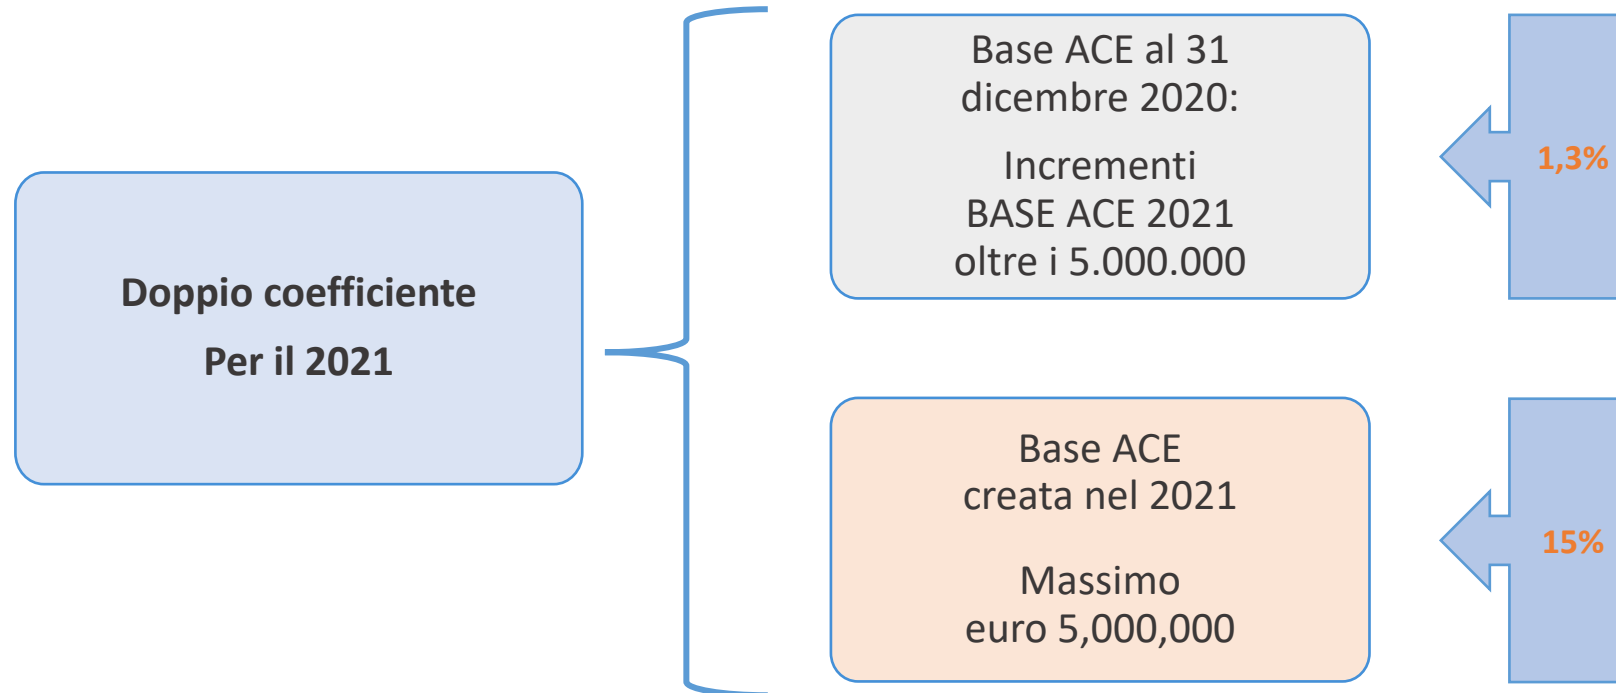 Doppio coefficiente
Per il 2021
Base ACE al 31
dicembre 2020:
Incrementi
BASE ACE 2021
oltre i 5.000.000
1,3%
Base ACE
creata nel 2021
Massimo
euro 5,000,000
15%